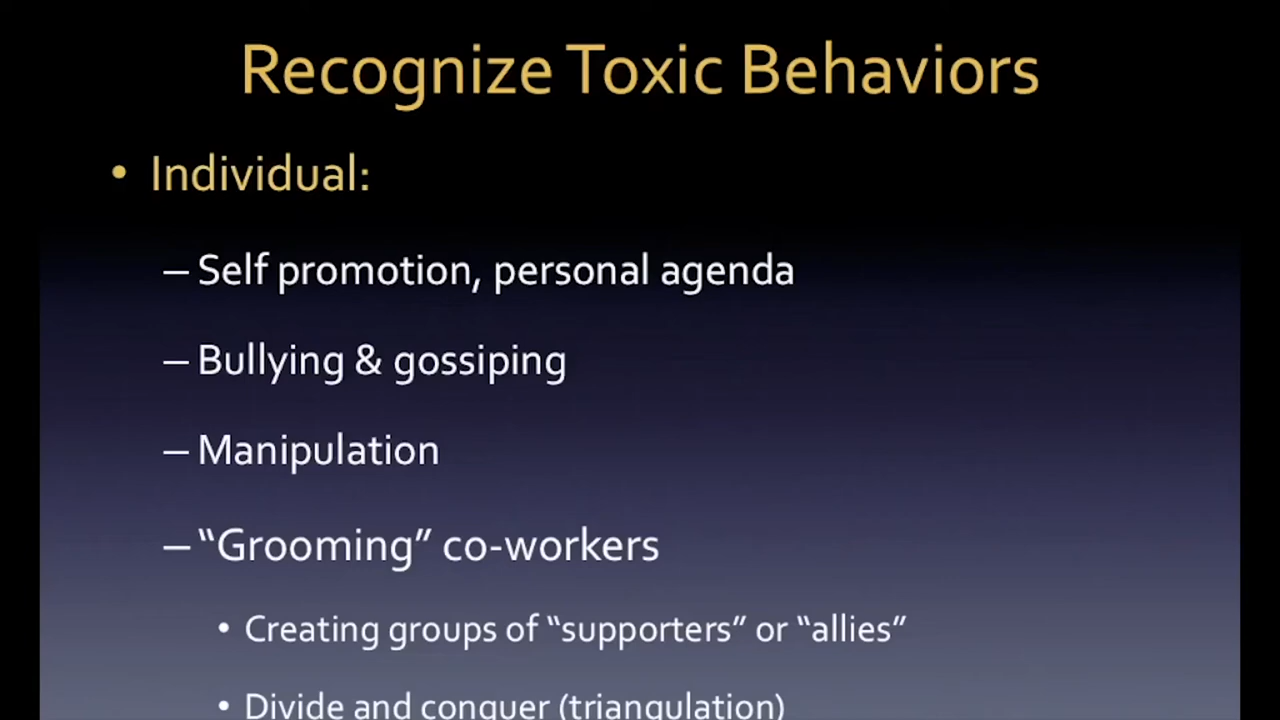 Recognize Toxic Behaviors
• Individual:
– Self promotion, personal agenda
– Bullying & gossiping
– Manipulation
– “Grooming” co-workers
• Creating groups of “supporters” or “allies”
• Divide and conquer (triangulation)